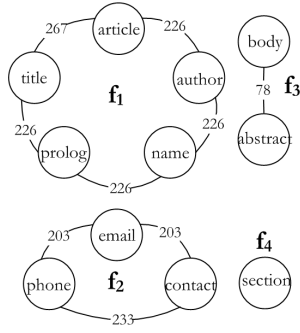 article
267
226
body
title
author
f1
78
f3
226
226
abstract
prolog
name
226
email
f4
203
203
phone
f2
contact
section
233